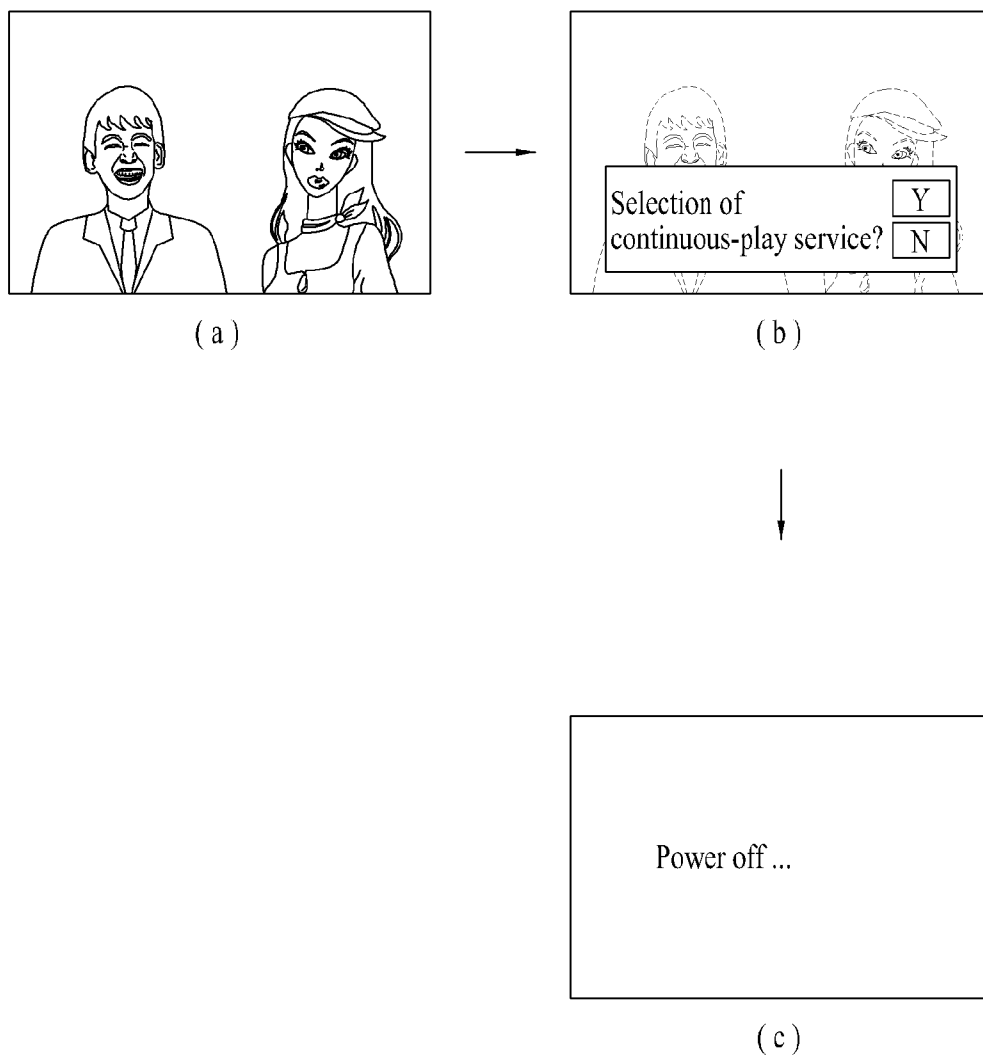 ( a )
Selection of
continuous-play service?
Y
N
( b )
Power off ...
( c )